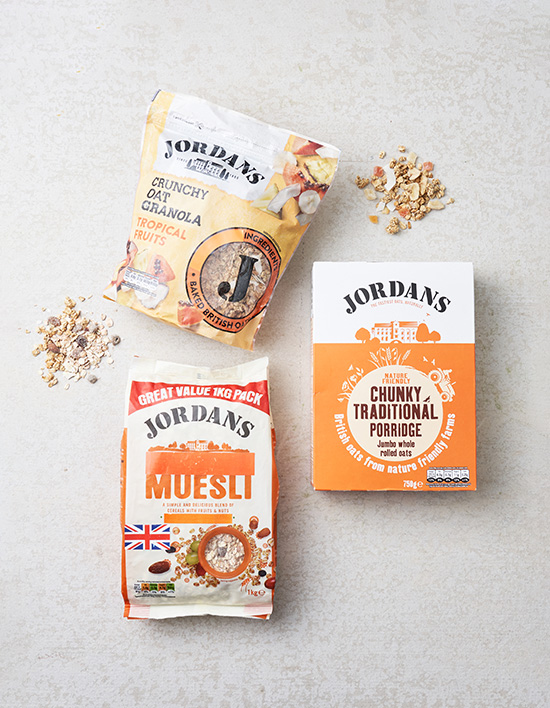 JORDANS
CRUNCHY
OAT
GRANOLA
TROPICAL
FRUITS
INGREDIENTS
J
BAKED BRITISH O
JORDANS
NATURE
FRIENDLY
CHUNKY
TRADITIONAL
PORRIDGE
Jumbo whole
rolled oats
British oats from nature friendly farms
750g e
GREAT VALUE 1KG PACK
JORDANS
MUESLI
A SIMPLE AND DELICIOUS BLEND OF
CEREALS WITH FRUITS & NUTS
1kg e